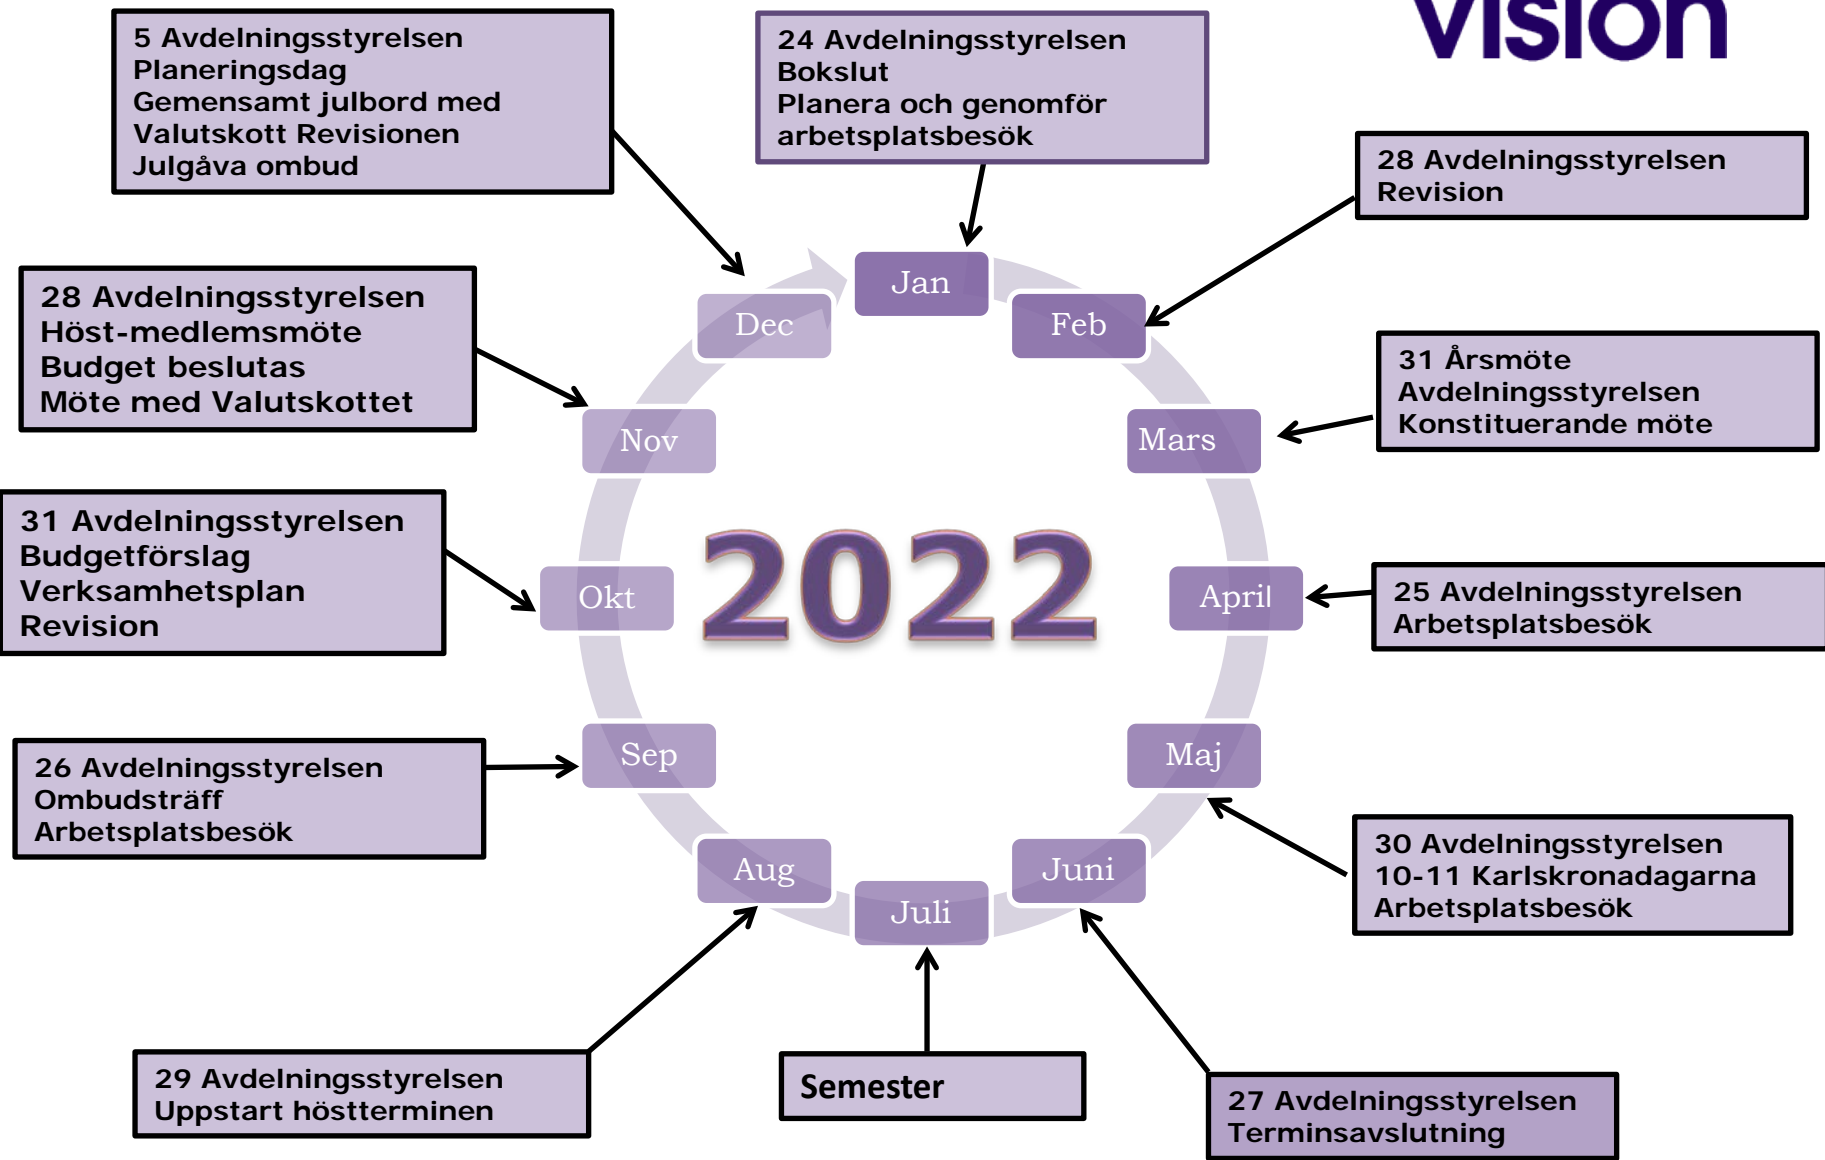 vision
5 Avdelningsstyrelsen
Planeringsdag
Gemensamt julbord med
Valutskott Revisionen
Julgåva ombud
24 Avdelningsstyrelsen
Bokslut
Planera och genomför
arbetsplatsbesök
28 Avdelningsstyrelsen
Revision
31 Årsmöte
Avdelningsstyrelsen
Konstituerande möte
25 Avdelningsstyrelsen
Arbetsplatsbesök
30 Avdelningsstyrelsen
10-11 Karlskronadagarna
Arbetsplatsbesök
27 Avdelningsstyrelsen
Terminsavslutning
Semester
29 Avdelningsstyrelsen
Uppstart höstterminen
26 Avdelningsstyrelsen
Ombudsträff
Arbetsplatsbesök
31 Avdelningsstyrelsen
Budgetförslag
Verksamhetsplan
Revision
28 Avdelningsstyrelsen
Höst-medlemsmöte
Budget beslutas
Möte med Valutskottet
Jan
Feb
Mars
April
Maj
Juni
Juli
Aug
Sep
Okt
Nov
Dec
2022